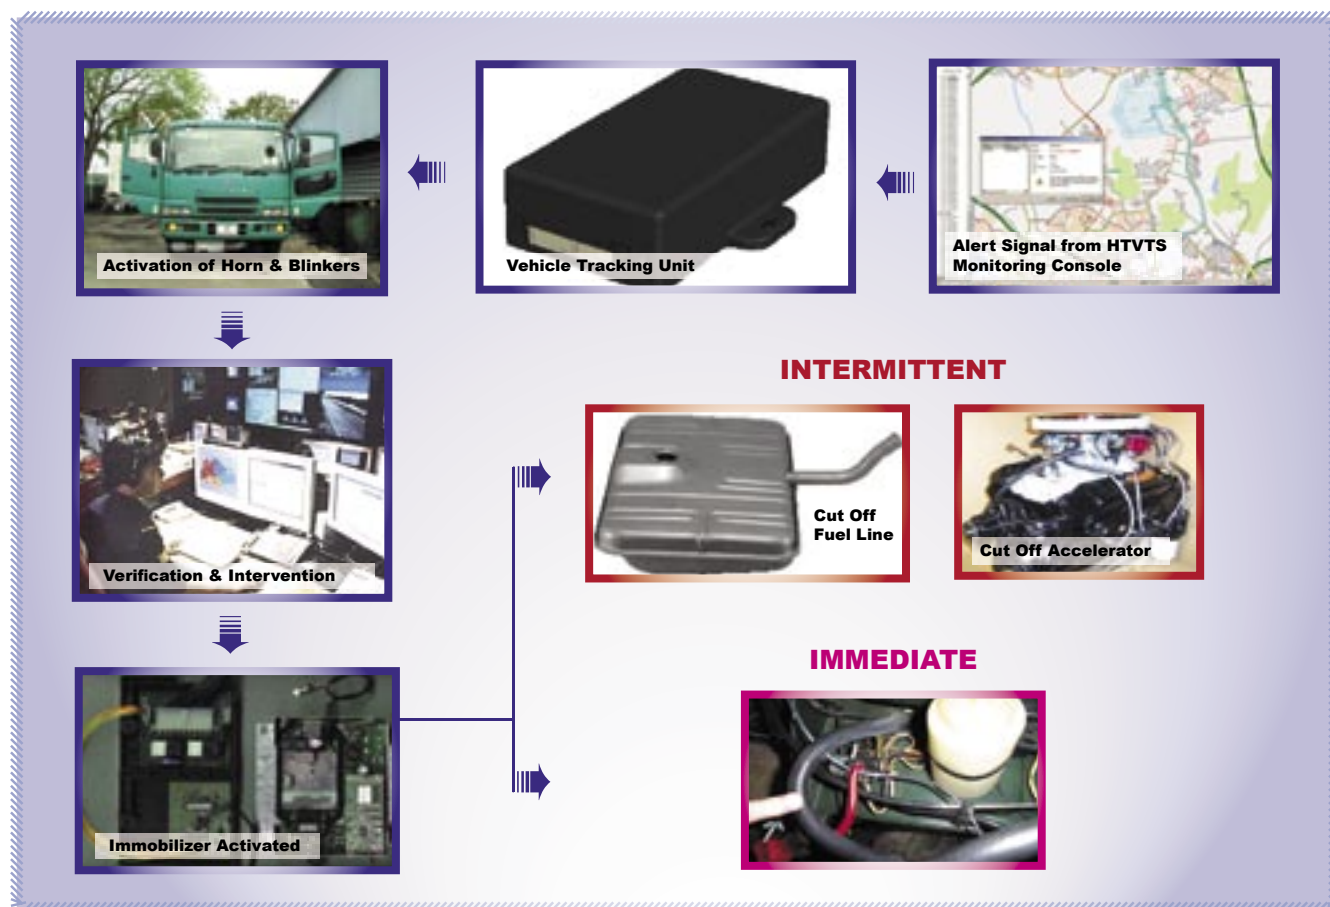 Activation of Horn & Blinkers
Vehicle Tracking Unit
Alert Signal from HTVTS
Monitoring Console
Verification & Intervention
INTERMITTENT
Cut Off
Fuel Line
Cut Off Accelerator
Immobilizer Activated
IMMEDIATE